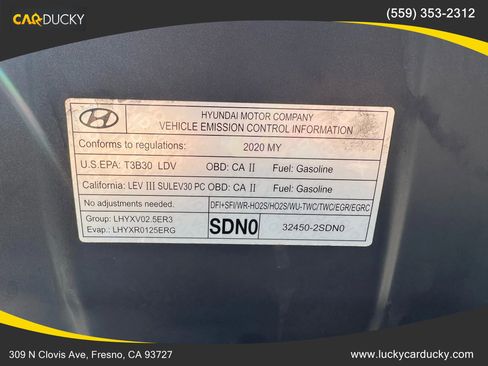 CARDUCKY
(559) 353-2312
HYUNDAI MOTOR COMPANY
VEHICLE EMISSION CONTROL INFORMATION
Conforms to regulations: 2020 MY
U.S.EPA: T3B30 LDV OBD: CA II Fuel: Gasoline
California: LEV III SULEV30 PC OBD: CA II Fuel: Gasoline
No adjustments needed. DFI+SFI/WR-HO2S/HO2S/WU-TWC/TWC/EGR/EGRC
Group: LHYXV02.5ER3
Evap.: LHYXR0125ERG
SDN0
32450-2SDN0
309 N Clovis Ave, Fresno, CA 93727
www.luckycarducky.com/